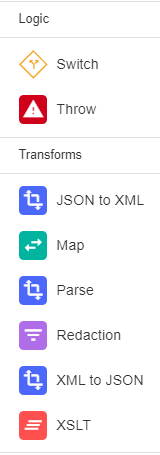 Logic
Switch
Throw
Transforms
JSON to XML
Map
Parse
Redaction
XML to JSON
XSLT